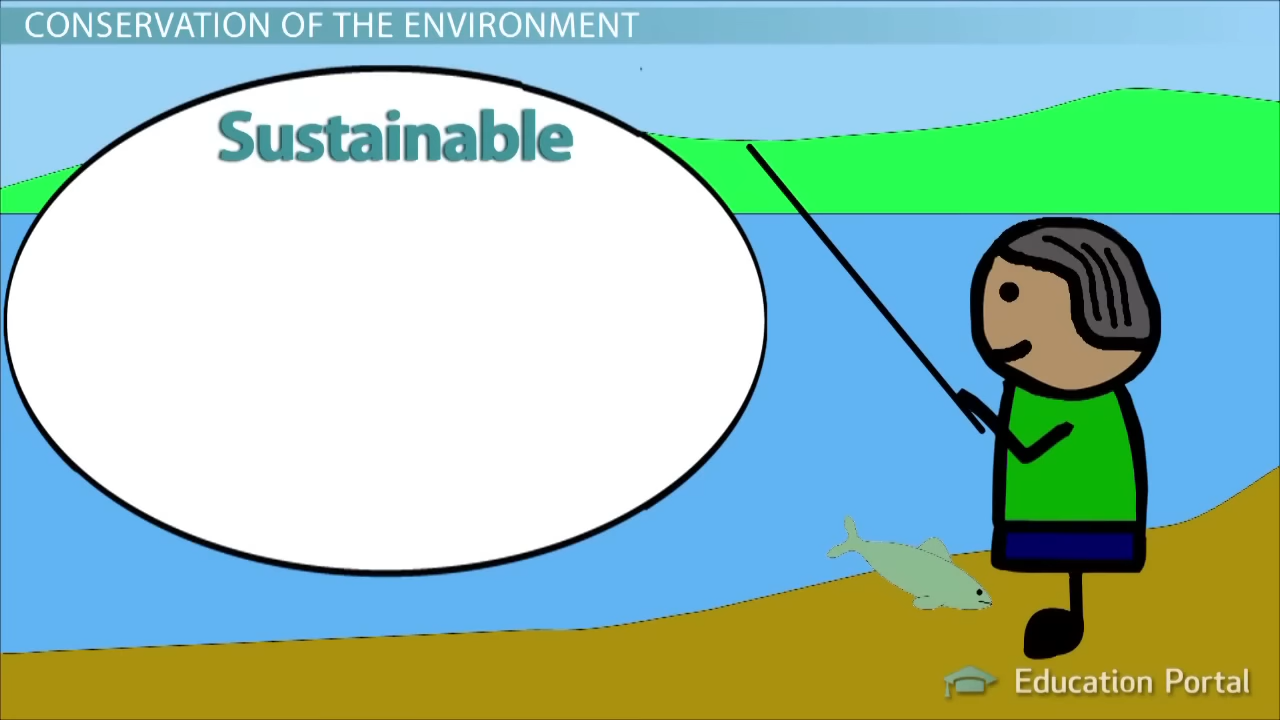 CONSERVATION OF THE ENVIRONMENT
Sustainable
Education Portal